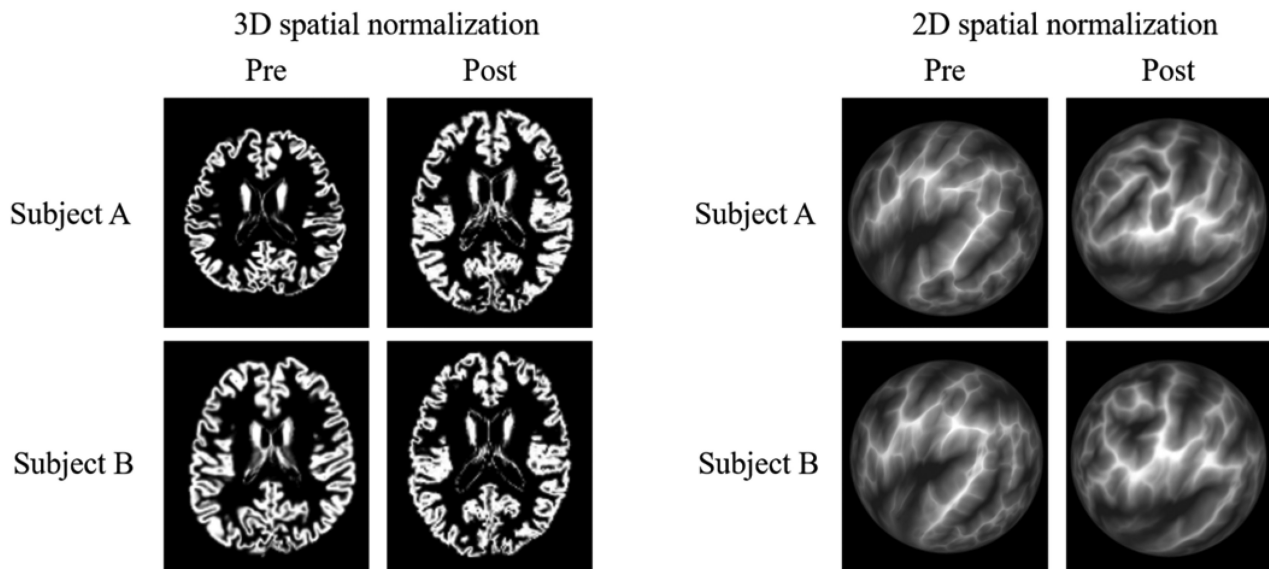 3D spatial normalization
2D spatial normalization
Pre
Post
Pre
Post
Subject A
Subject A
Subject B
Subject B